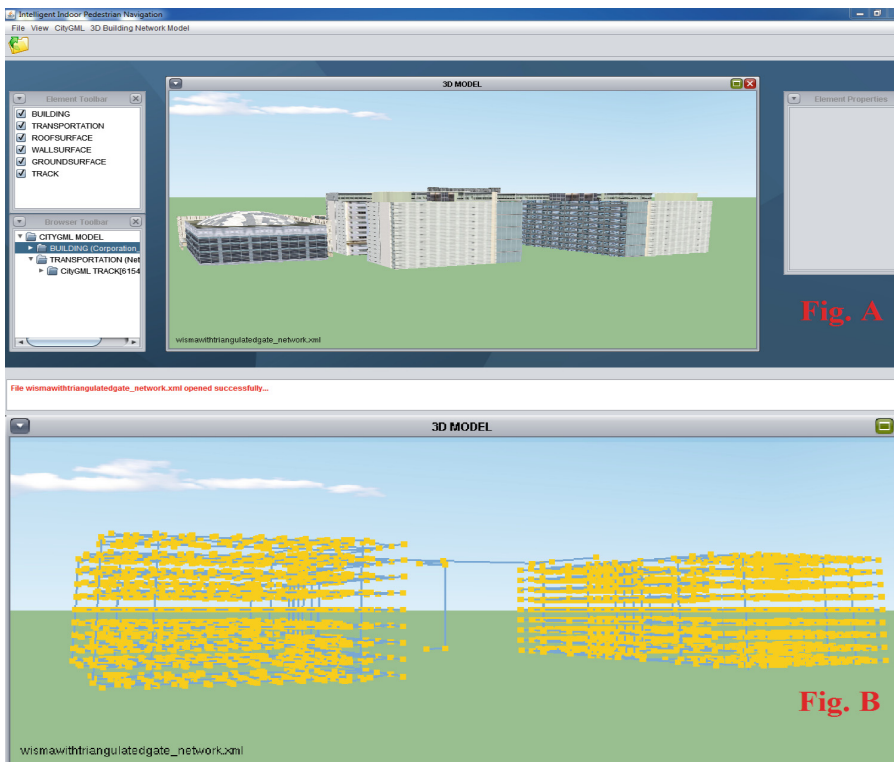 Intelligent Indoor Pedestrian Navigation
File View CityGML 3D Building Network Model
Element Toolbar
BUILDING
TRANSPORTATION
ROOFSURFACE
WALLSURFACE
GROUNDSURFACE
TRACK
Browser Toolbar
CITYGML MODEL
BUILDING (Corporation_
TRANSPORTATION (Net
CityGML TRACK[6154
3D MODEL
wismawithtriangulatedgate_network.xml
Element Properties
Fig. A
File wismawithtriangulatedgate_network.xml opened successfully...
3D MODEL
Fig. B
wismawithtriangulatedgate_network.xml